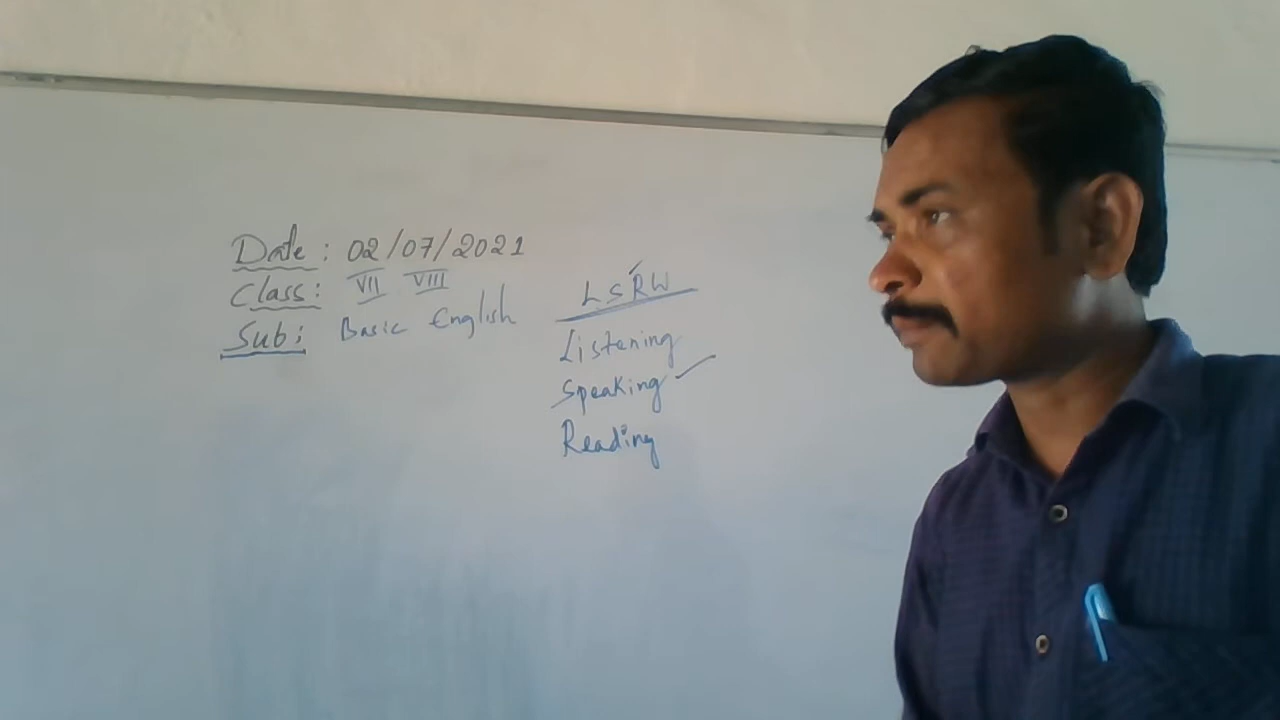 Date: 02/07/2021
Class: VII VIII
Sub: Basic English
LSRW
Listening
Speaking ✓
Reading